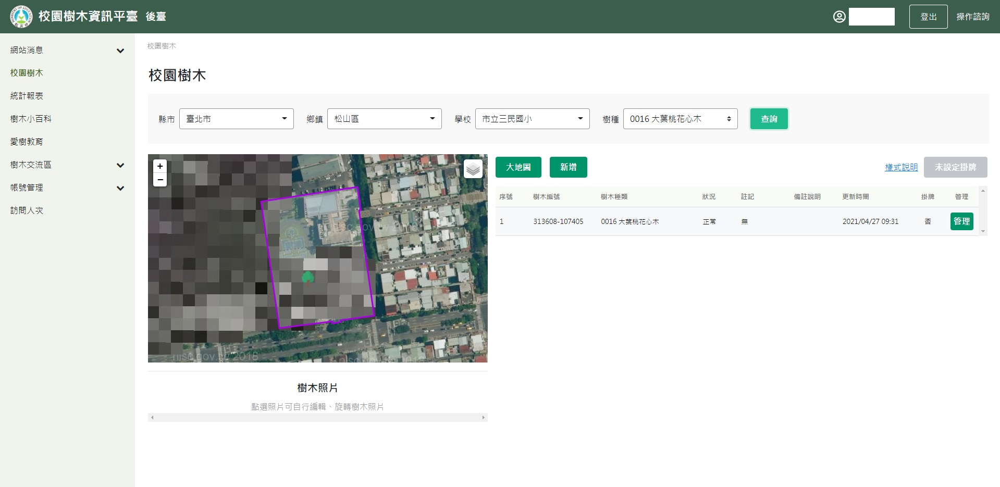 校園樹木資訊平臺 後臺
登出
操作諮詢
網站消息
校園樹木
統計報表
樹木小百科
愛樹教育
樹木交流區
帳號管理
訪問人次
校園樹木
校園樹木
縣市 臺北市 鄉鎮 松山區 學校 市立三民國小 樹種 0016 大葉桃花心木 查詢
+
−
大地圖 新增 樣式說明 未設定掛牌
序號 樹木編號 樹木種類 狀況 註記 備註說明 更新時間 掛牌 管理
1 313608-107405 0016 大葉桃花心木 正常 無 2021/04/27 09:31 否 管理
樹木照片
點選照片可自行編輯、旋轉樹木照片